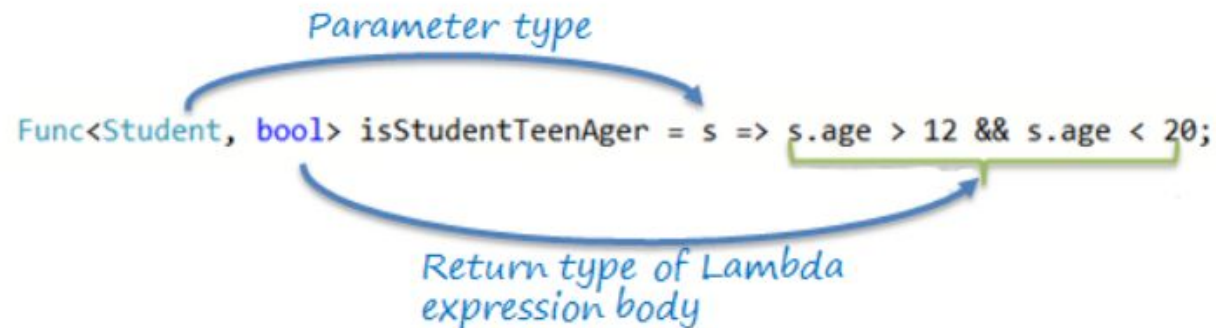 Parameter type
Func<Student, bool> isStudentTeenAger = s => s.age > 12 && s.age < 20;
Return type of Lambda
expression body